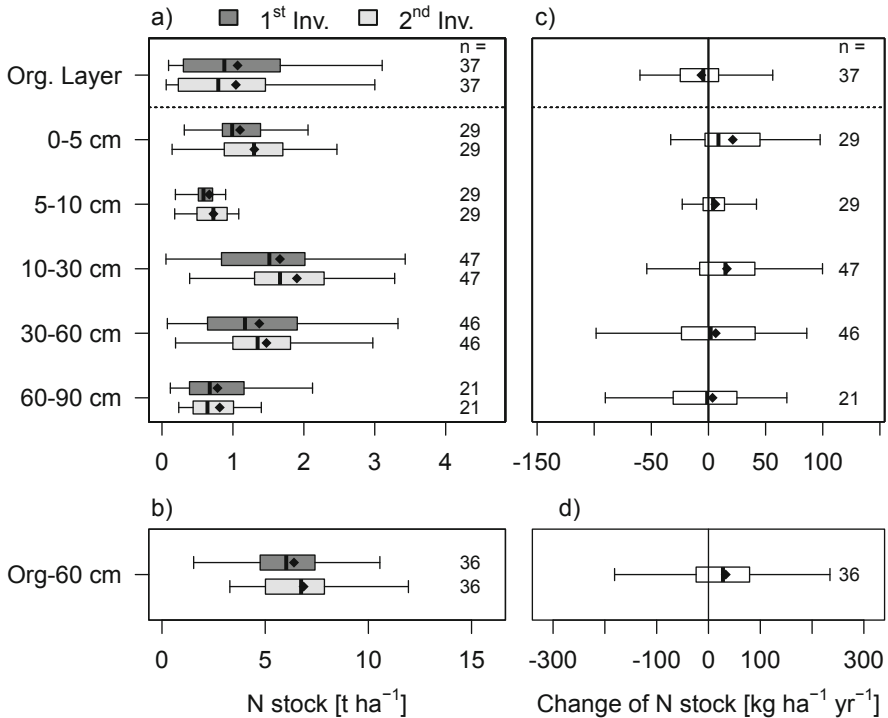 a) 1st Inv. 2nd Inv. c)
n = n =
Org. Layer 37 37 37
0-5 cm 29 29 29
5-10 cm 29 29 29
10-30 cm 47 47 47
30-60 cm 46 46 46
60-90 cm 21 21 21
0 1 2 3 4 -150 -50 0 50 100
b) d)
Org-60 cm 36 36 36
0 5 10 15 -300 -100 0 100 300
N stock [t ha⁻¹] Change of N stock [kg ha⁻¹ yr⁻¹]